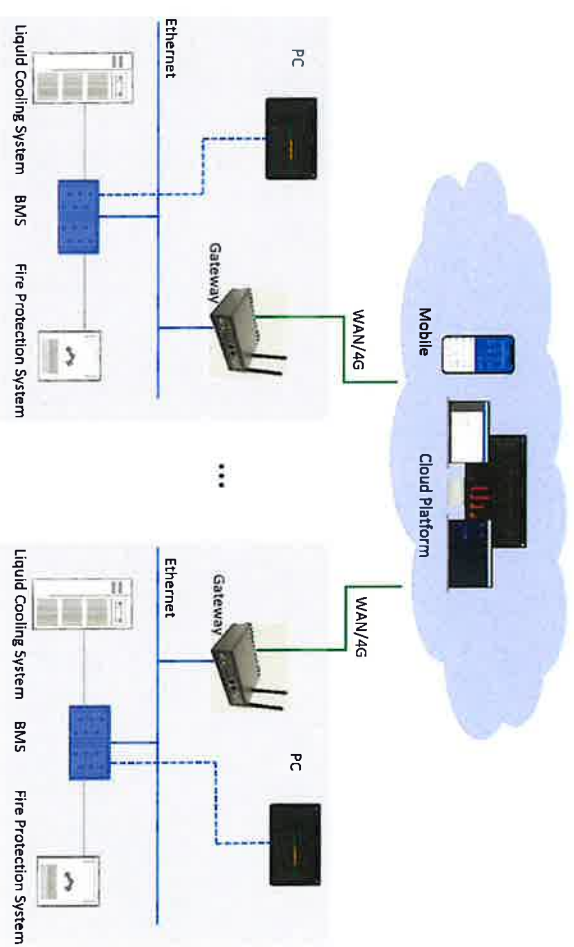 Mobile
Cloud Platform
WAN/4G
WAN/4G
PC
Gateway
Ethernet
Liquid Cooling System
BMS
Fire Protection System
...
Gateway
PC
Ethernet
Liquid Cooling System
BMS
Fire Protection System